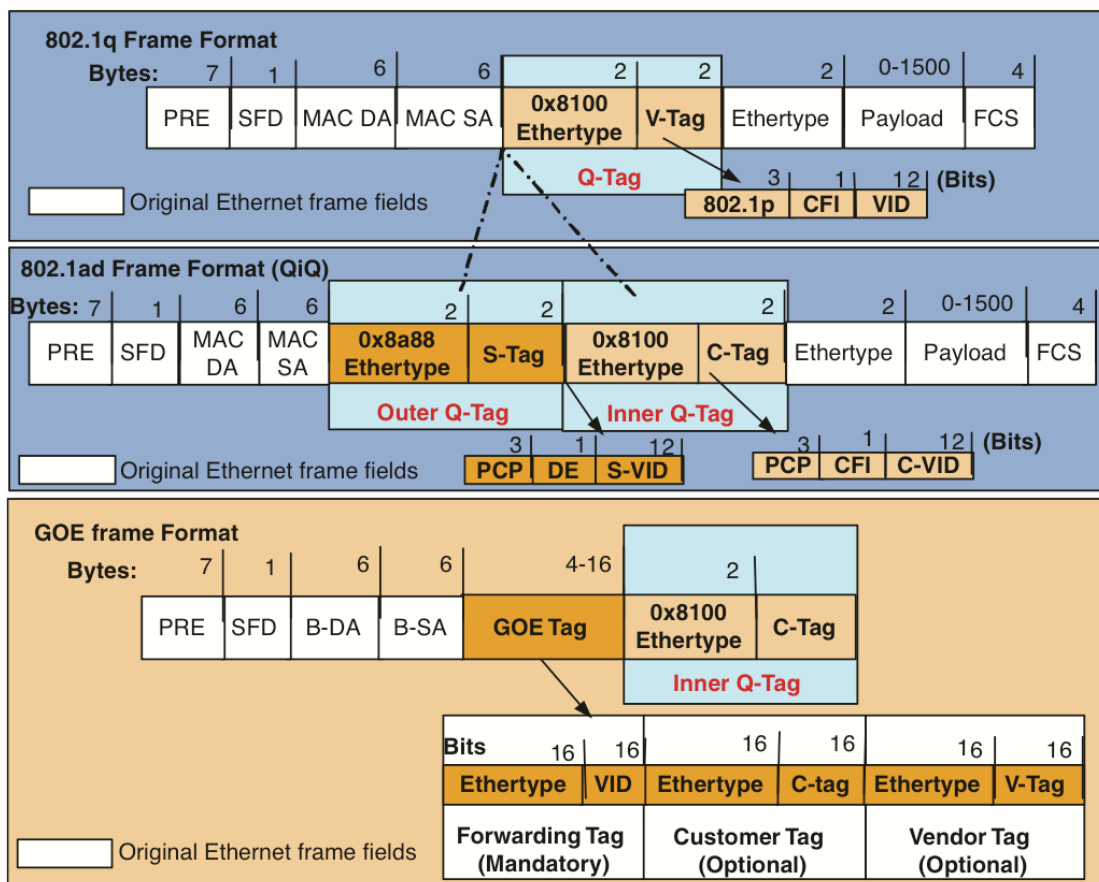 802.1q Frame Format
Bytes: 7 1 6 6 2 2 2 0-1500 4
PRE SFD MAC DA MAC SA 0x8100 Ethertype V-Tag Ethertype Payload FCS
Q-Tag
3 1 12 (Bits)
802.1p CFI VID
Original Ethernet frame fields
802.1ad Frame Format (QiQ)
Bytes: 7 1 6 6 2 2 2 2 0-1500 4
PRE SFD MAC DA MAC SA 0x8a88 Ethertype S-Tag 0x8100 Ethertype C-Tag Ethertype Payload FCS
Outer Q-Tag Inner Q-Tag
3 1 12 3 1 12 (Bits)
PCP DE S-VID PCP CFI C-VID
Original Ethernet frame fields
GOE frame Format
Bytes: 7 1 6 6 4-16 2
PRE SFD B-DA B-SA GOE Tag 0x8100 Ethertype C-Tag
Inner Q-Tag
Bits 16 16 16 16 16 16
Ethertype VID Ethertype C-tag Ethertype V-Tag
Forwarding Tag (Mandatory) Customer Tag (Optional) Vendor Tag (Optional)
Original Ethernet frame fields